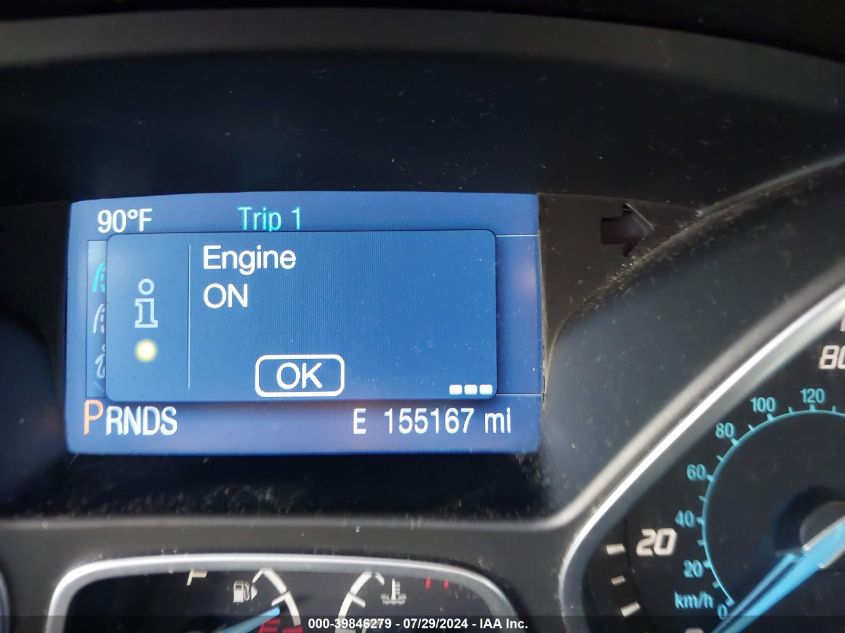 90°F Trip 1
Engine
ON
OK
PRNDS E 155167 mi
80
120
100
80
60
40
20
20
km/h 0
F
E
000-39846279 - 07/29/2024 - IAA Inc.